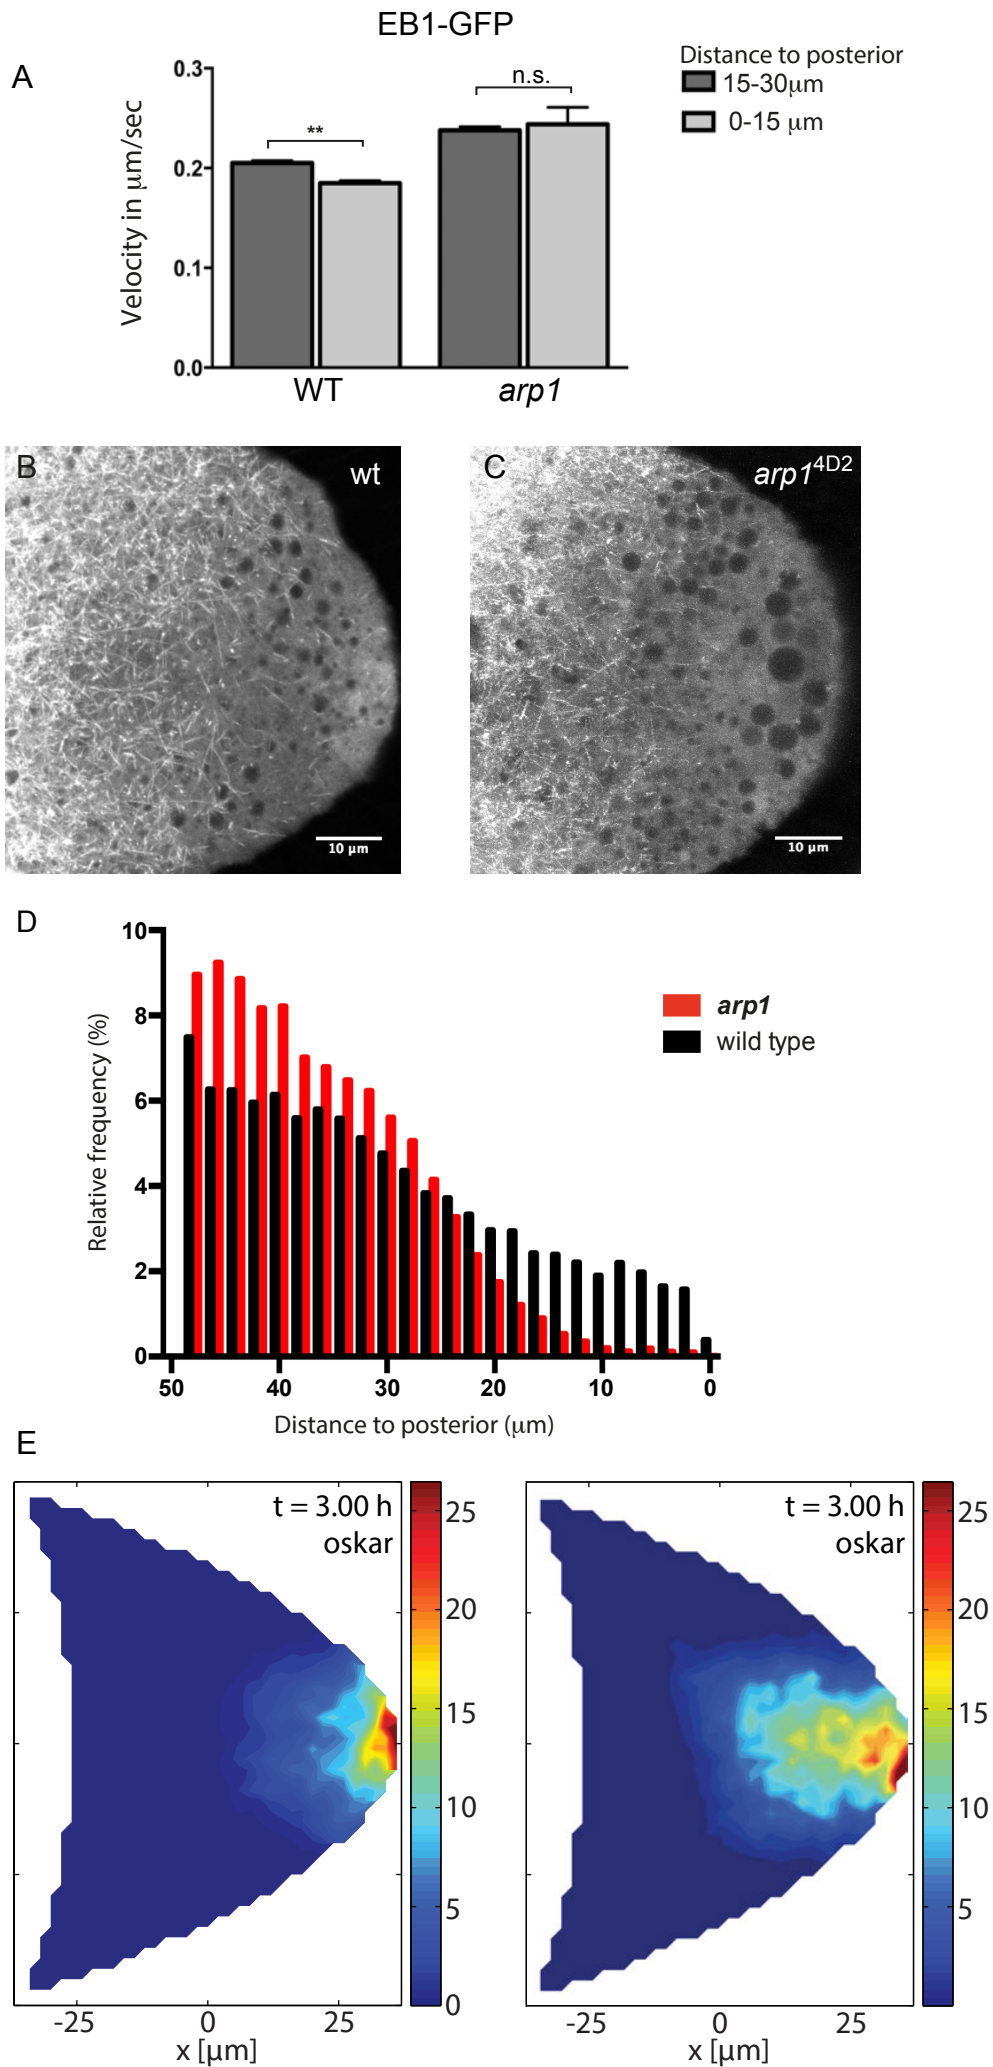 EB1-GFP
A
Distance to posterior
15-30μm
0-15 μm
Velocity in μm/sec
0.3
0.2
0.1
0.0
**
n.s.
WT
arp1
B
wt
10 μm
C
arp14D2
10 μm
D
Relative frequency (%)
10
8
6
4
2
0
arp1
wild type
50
40
30
20
10
0
Distance to posterior (μm)
E
t = 3.00 h
oskar
25
20
15
10
5
0
-25
0
25
x [μm]
t = 3.00 h
oskar
25
20
15
10
5
-25
0
25
x [μm]